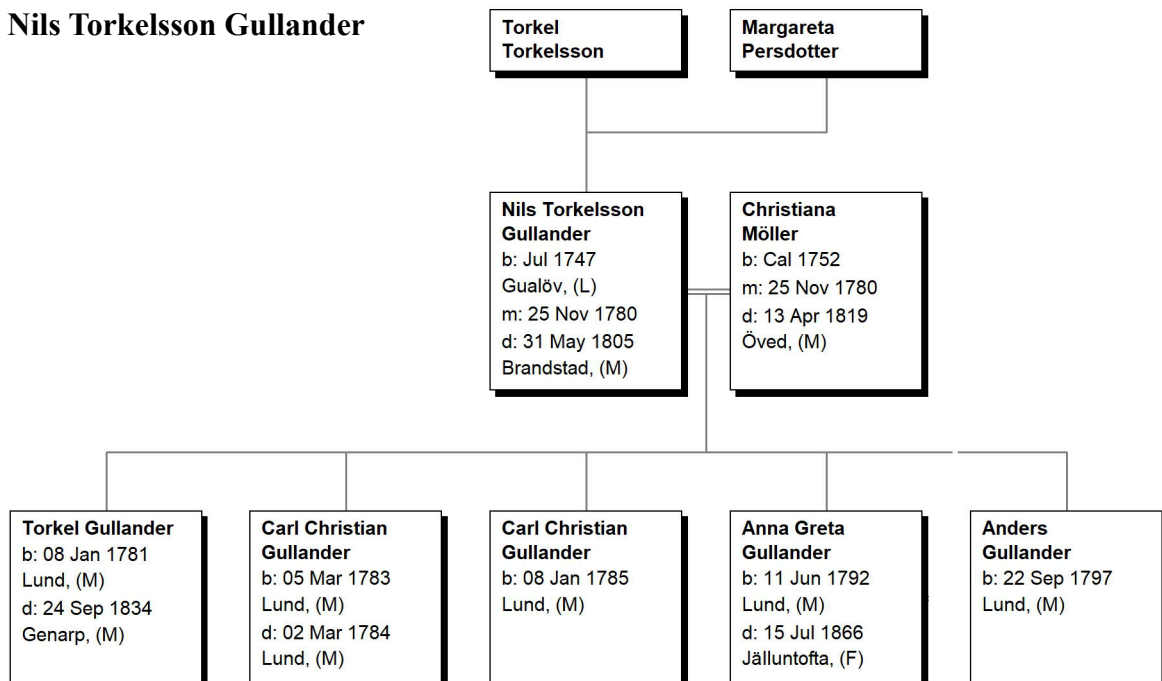 Nils Torkelsson Gullander
Torkel
Torkelsson
Margareta
Persdotter
Nils Torkelsson
Gullander
b: Jul 1747
Gualöv, (L)
m: 25 Nov 1780
d: 31 May 1805
Brandstad, (M)
Christiana
Möller
b: Cal 1752
m: 25 Nov 1780
d: 13 Apr 1819
Öved, (M)
Torkel Gullander
b: 08 Jan 1781
Lund, (M)
d: 24 Sep 1834
Genarp, (M)
Carl Christian
Gullander
b: 05 Mar 1783
Lund, (M)
d: 02 Mar 1784
Lund, (M)
Carl Christian
Gullander
b: 08 Jan 1785
Lund, (M)
Anna Greta
Gullander
b: 11 Jun 1792
Lund, (M)
d: 15 Jul 1866
Jälluntofta, (F)
Anders
Gullander
b: 22 Sep 1797
Lund, (M)